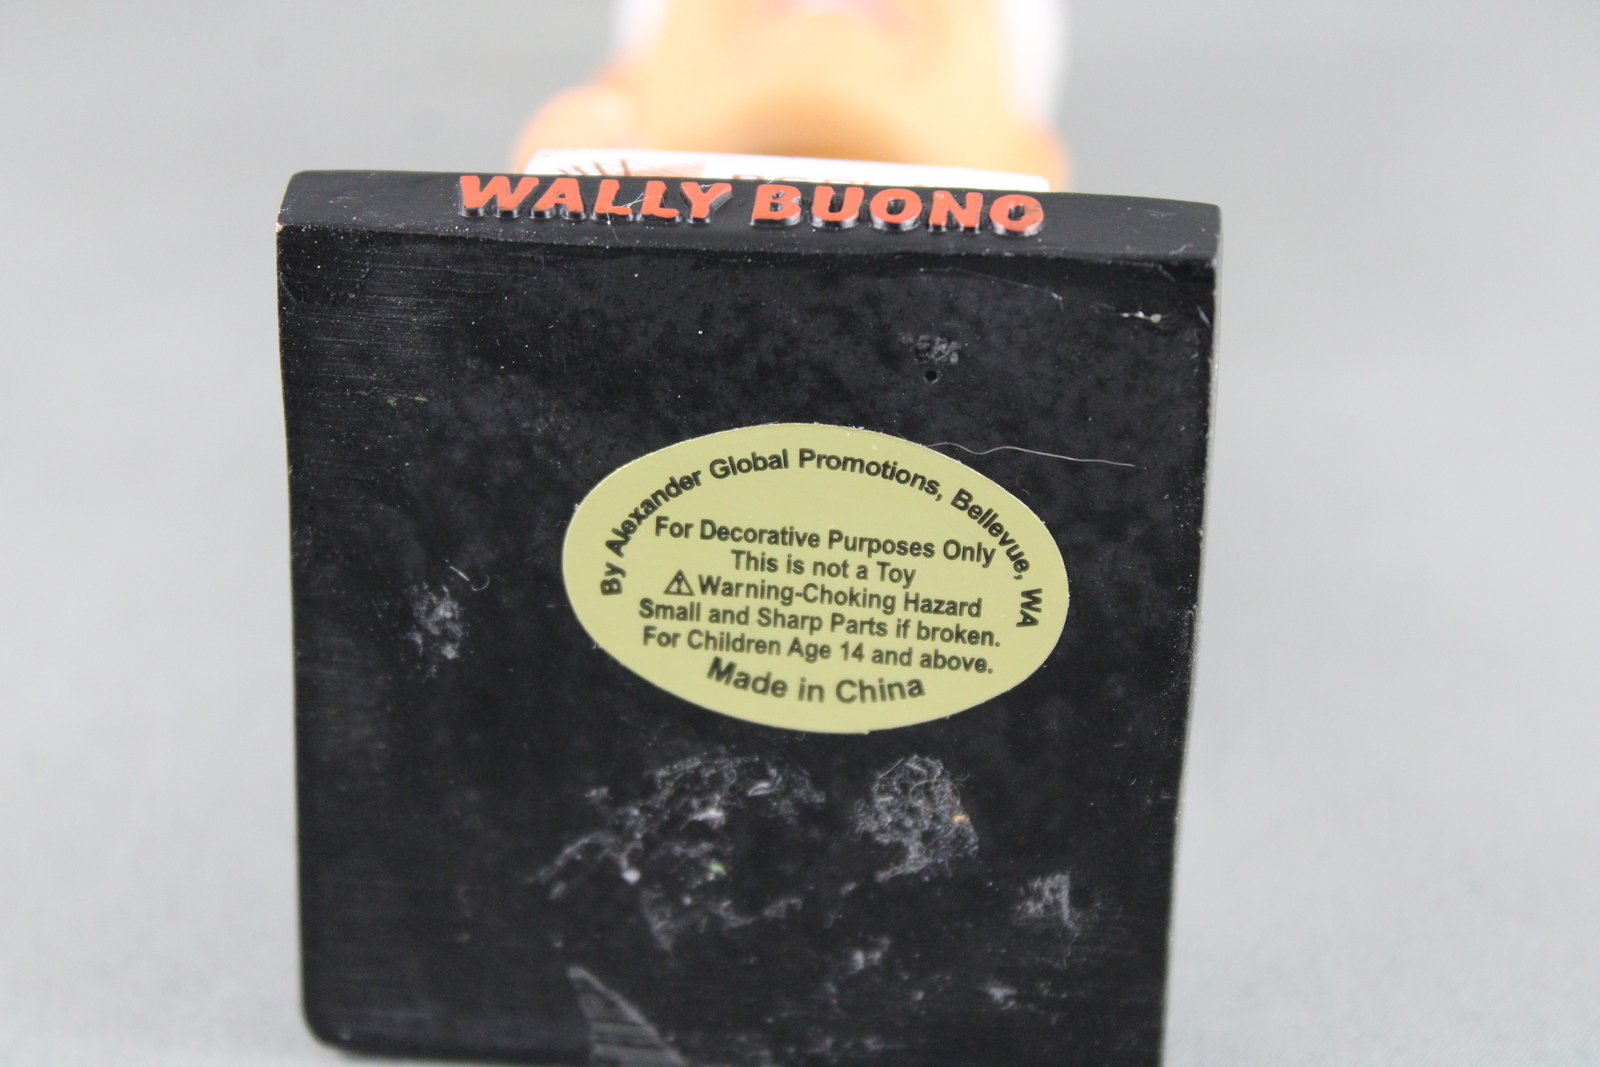 WALLY BUONO
By Alexander Global Promotions, Bellevue, WA
For Decorative Purposes Only
This is not a Toy
⚠Warning-Choking Hazard
Small and Sharp Parts if broken.
For Children Age 14 and above.
Made in China